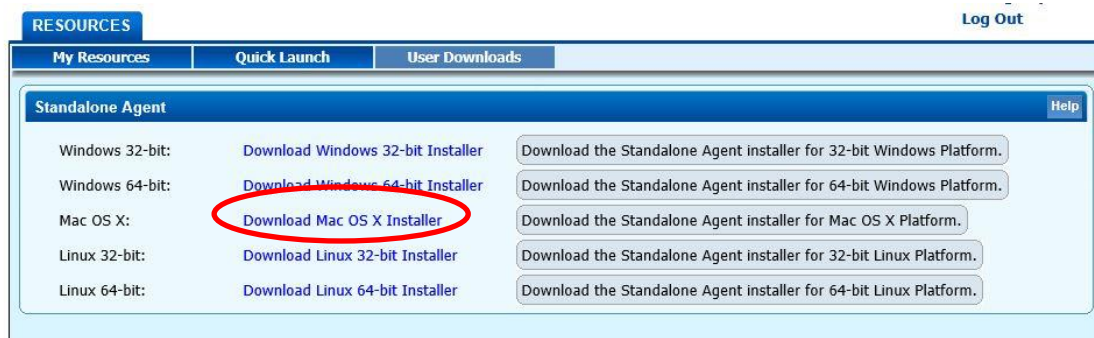 RESOURCES
Log Out
My Resources Quick Launch User Downloads
Standalone Agent Help
Windows 32-bit: Download Windows 32-bit Installer Download the Standalone Agent installer for 32-bit Windows Platform.
Windows 64-bit: Download Windows 64-bit Installer Download the Standalone Agent installer for 64-bit Windows Platform.
Mac OS X: Download Mac OS X Installer Download the Standalone Agent installer for Mac OS X Platform.
Linux 32-bit: Download Linux 32-bit Installer Download the Standalone Agent installer for 32-bit Linux Platform.
Linux 64-bit: Download Linux 64-bit Installer Download the Standalone Agent installer for 64-bit Linux Platform.